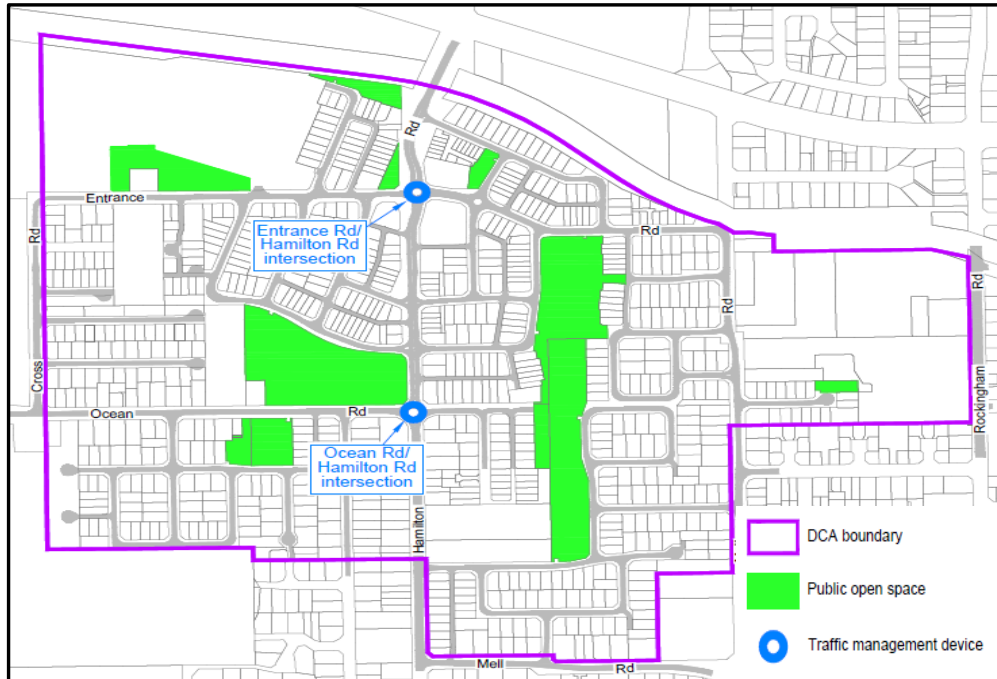 Rd
Entrance
Entrance Rd/
Hamilton Rd
intersection
Rd
Rd
Rd
Rd
Cross
Ocean
Rd
Rockingham
Ocean Rd/
Hamilton Rd
intersection
Hamilton
DCA boundary
Public open space
Traffic management device
Mell
Rd